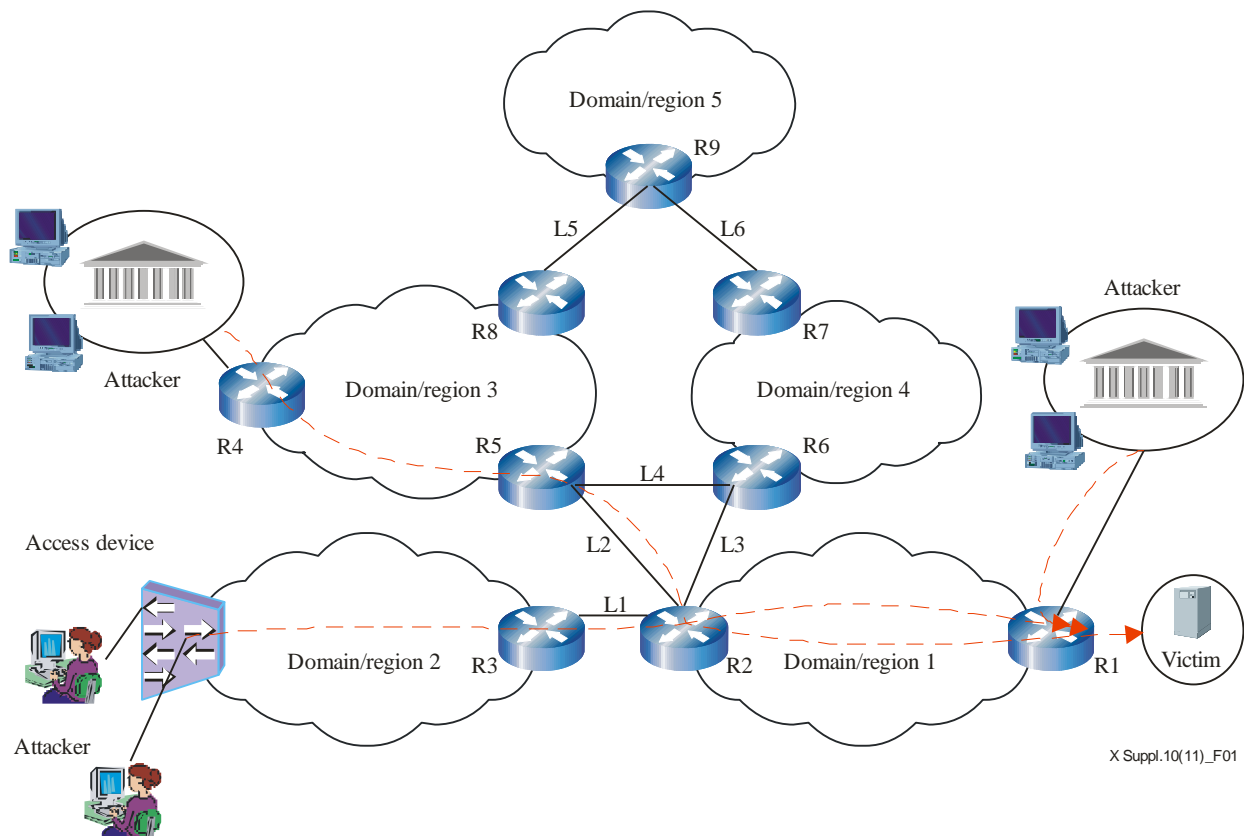 Domain/region 5
R9
L5
L6
Attacker
R8
R7
Attacker
Domain/region 3
Domain/region 4
R4
R5
R6
L4
Access device
L2
L3
L1
Domain/region 2
R3
R2
Domain/region 1
R1
Victim
Attacker
X Suppl.10(11)_F01